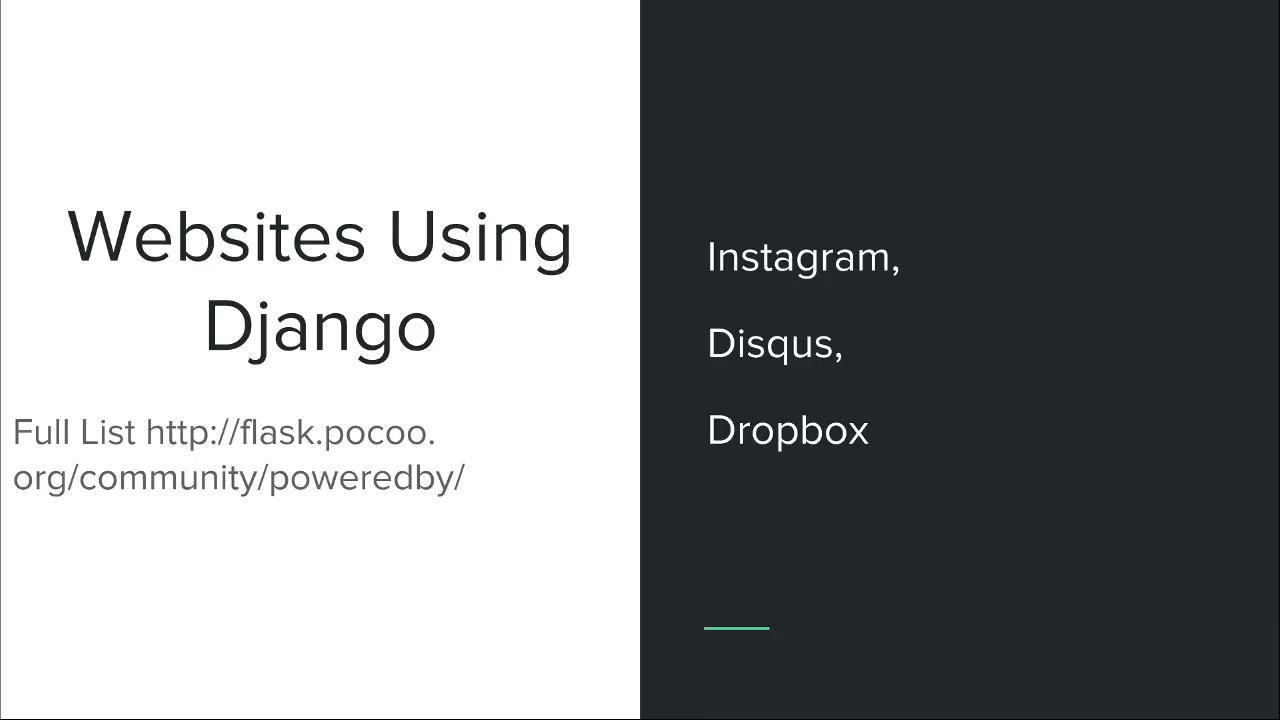 Websites Using
Django
Full List http://flask.pocoo.
org/community/poweredby/
Instagram,
Disqus,
Dropbox